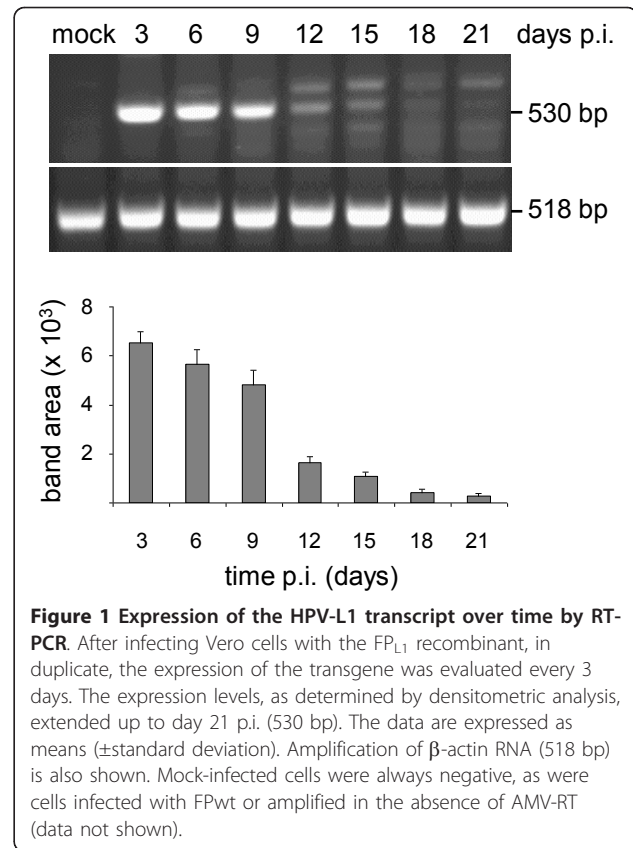 mock 3 6 9 12 15 18 21 days p.i.
530 bp
518 bp
band area (x 10³)
8
6
4
2
3 6 9 12 15 18 21
time p.i. (days)
Figure 1 Expression of the HPV-L1 transcript over time by RT-
PCR. After infecting Vero cells with the FPL1 recombinant, in
duplicate, the expression of the transgene was evaluated every 3
days. The expression levels, as determined by densitometric analysis,
extended up to day 21 p.i. (530 bp). The data are expressed as
means (±standard deviation). Amplification of β-actin RNA (518 bp)
is also shown. Mock-infected cells were always negative, as were
cells infected with FPwt or amplified in the absence of AMV-RT
(data not shown).